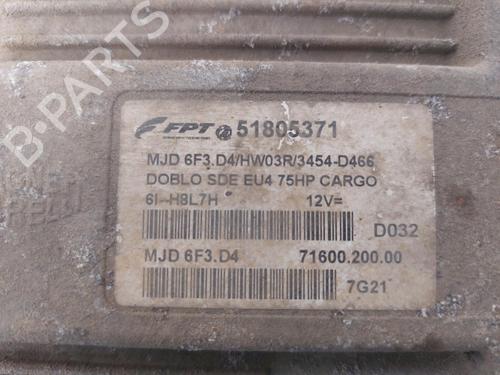 B-PARTS
FPT 51805371
MJD 6F3.D4/HW03R/3454-D466
DOBLO SDE EU4 75HP CARGO
6I--H8L7H 12V=
D032
MJD 6F3.D4 71600.200.00
7G21